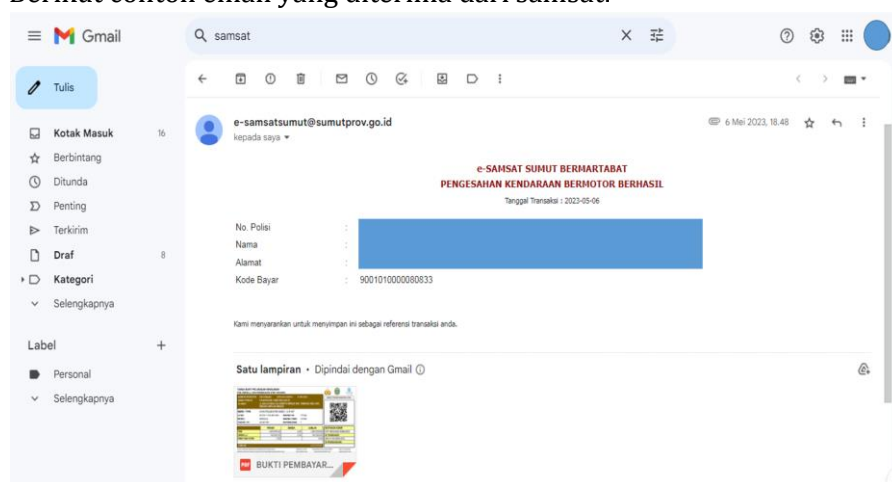 Berikut contoh email yang diterima dari samsat.
Gmail
samsat
Tulis
Kotak Masuk 16
Berbintang
Ditunda
Penting
Terkirim
Draf 8
Kategori
Selengkapnya
Label +
Personal
Selengkapnya
e-samsatsumut@sumutprov.go.id
kepada saya
6 Mei 2023, 18.48
e-SAMSAT SUMUT BERMARTABAT
PENGESAHAN KENDARAAN BERMOTOR BERHASIL
Tanggal Transaksi : 2023-05-06
No. Polisi :
Nama :
Alamat :
Kode Bayar : 9001010000080833
Kami menyarankan untuk menyimpan ini sebagai referensi transaksi anda.
Satu lampiran • Dipindai dengan Gmail
PDF BUKTI PEMBAYAR...